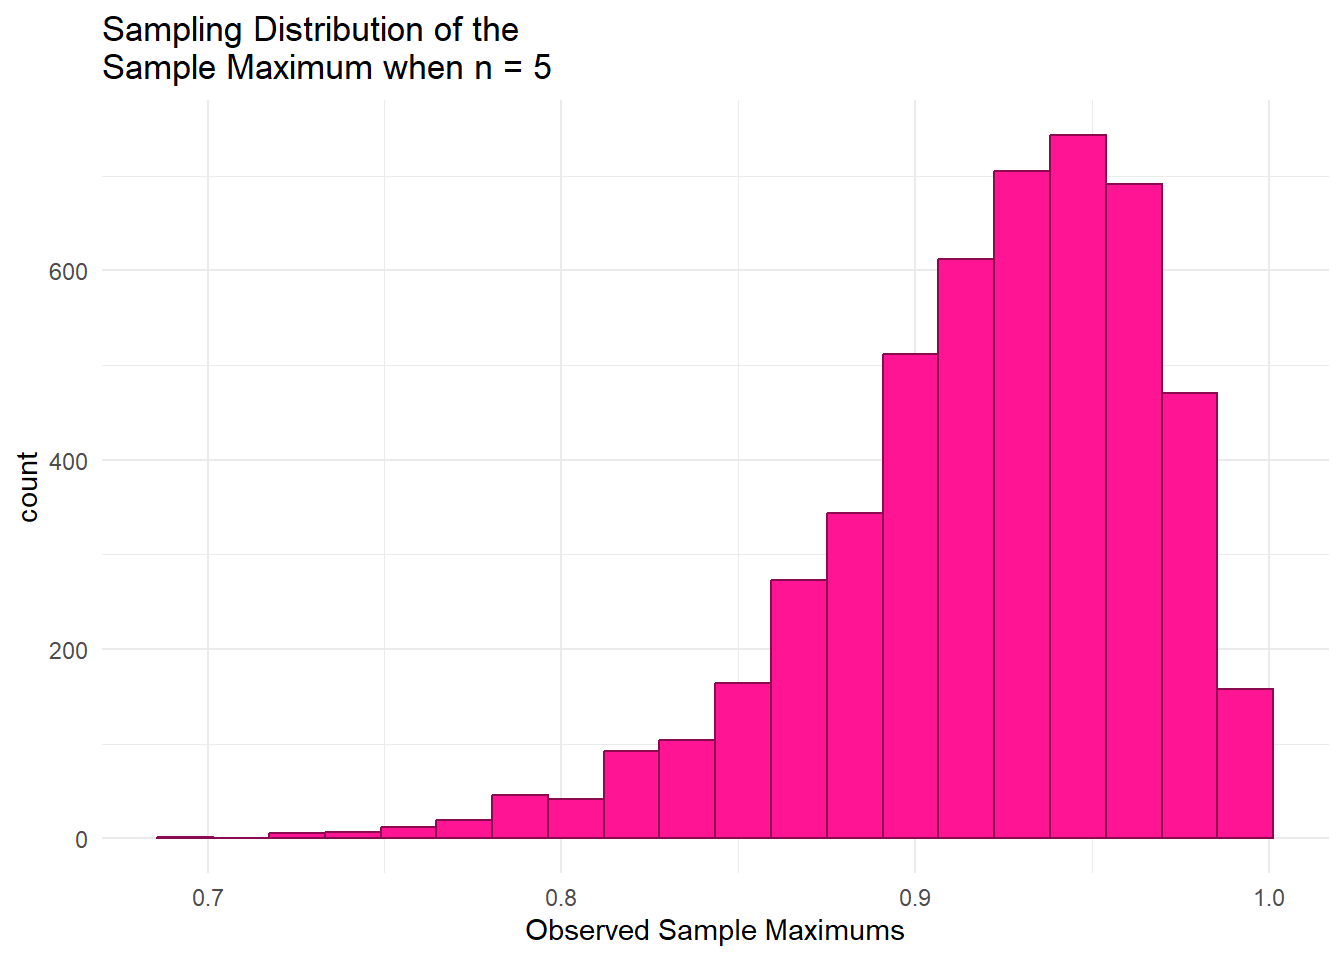 Sampling Distribution of the
Sample Maximum when n = 5
count
600
400
200
0
0.7 0.8 0.9 1.0
Observed Sample Maximums